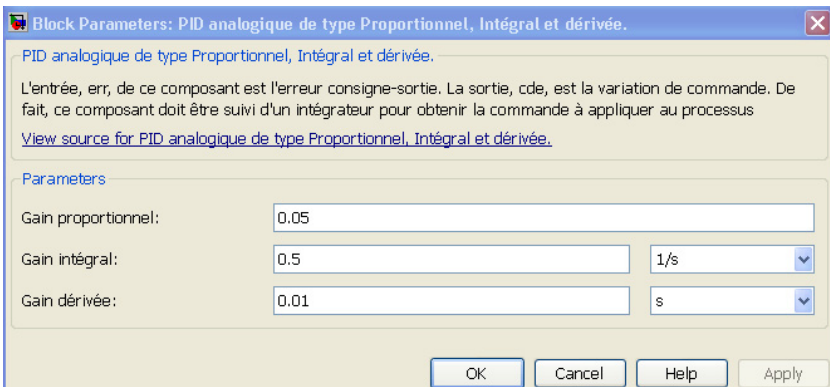 Block Parameters: PID analogique de type Proportionnel, Intégral et dérivée.
PID analogique de type Proportionnel, Intégral et dérivée.
L'entrée, err, de ce composant est l'erreur consigne-sortie. La sortie, cde, est la variation de commande. De
fait, ce composant doit être suivi d'un intégrateur pour obtenir la commande à appliquer au processus
View source for PID analogique de type Proportionnel, Intégral et dérivée.
Parameters
Gain proportionnel: 0.05
Gain intégral: 0.5 1/s
Gain dérivée: 0.01 s
OK Cancel Help Apply